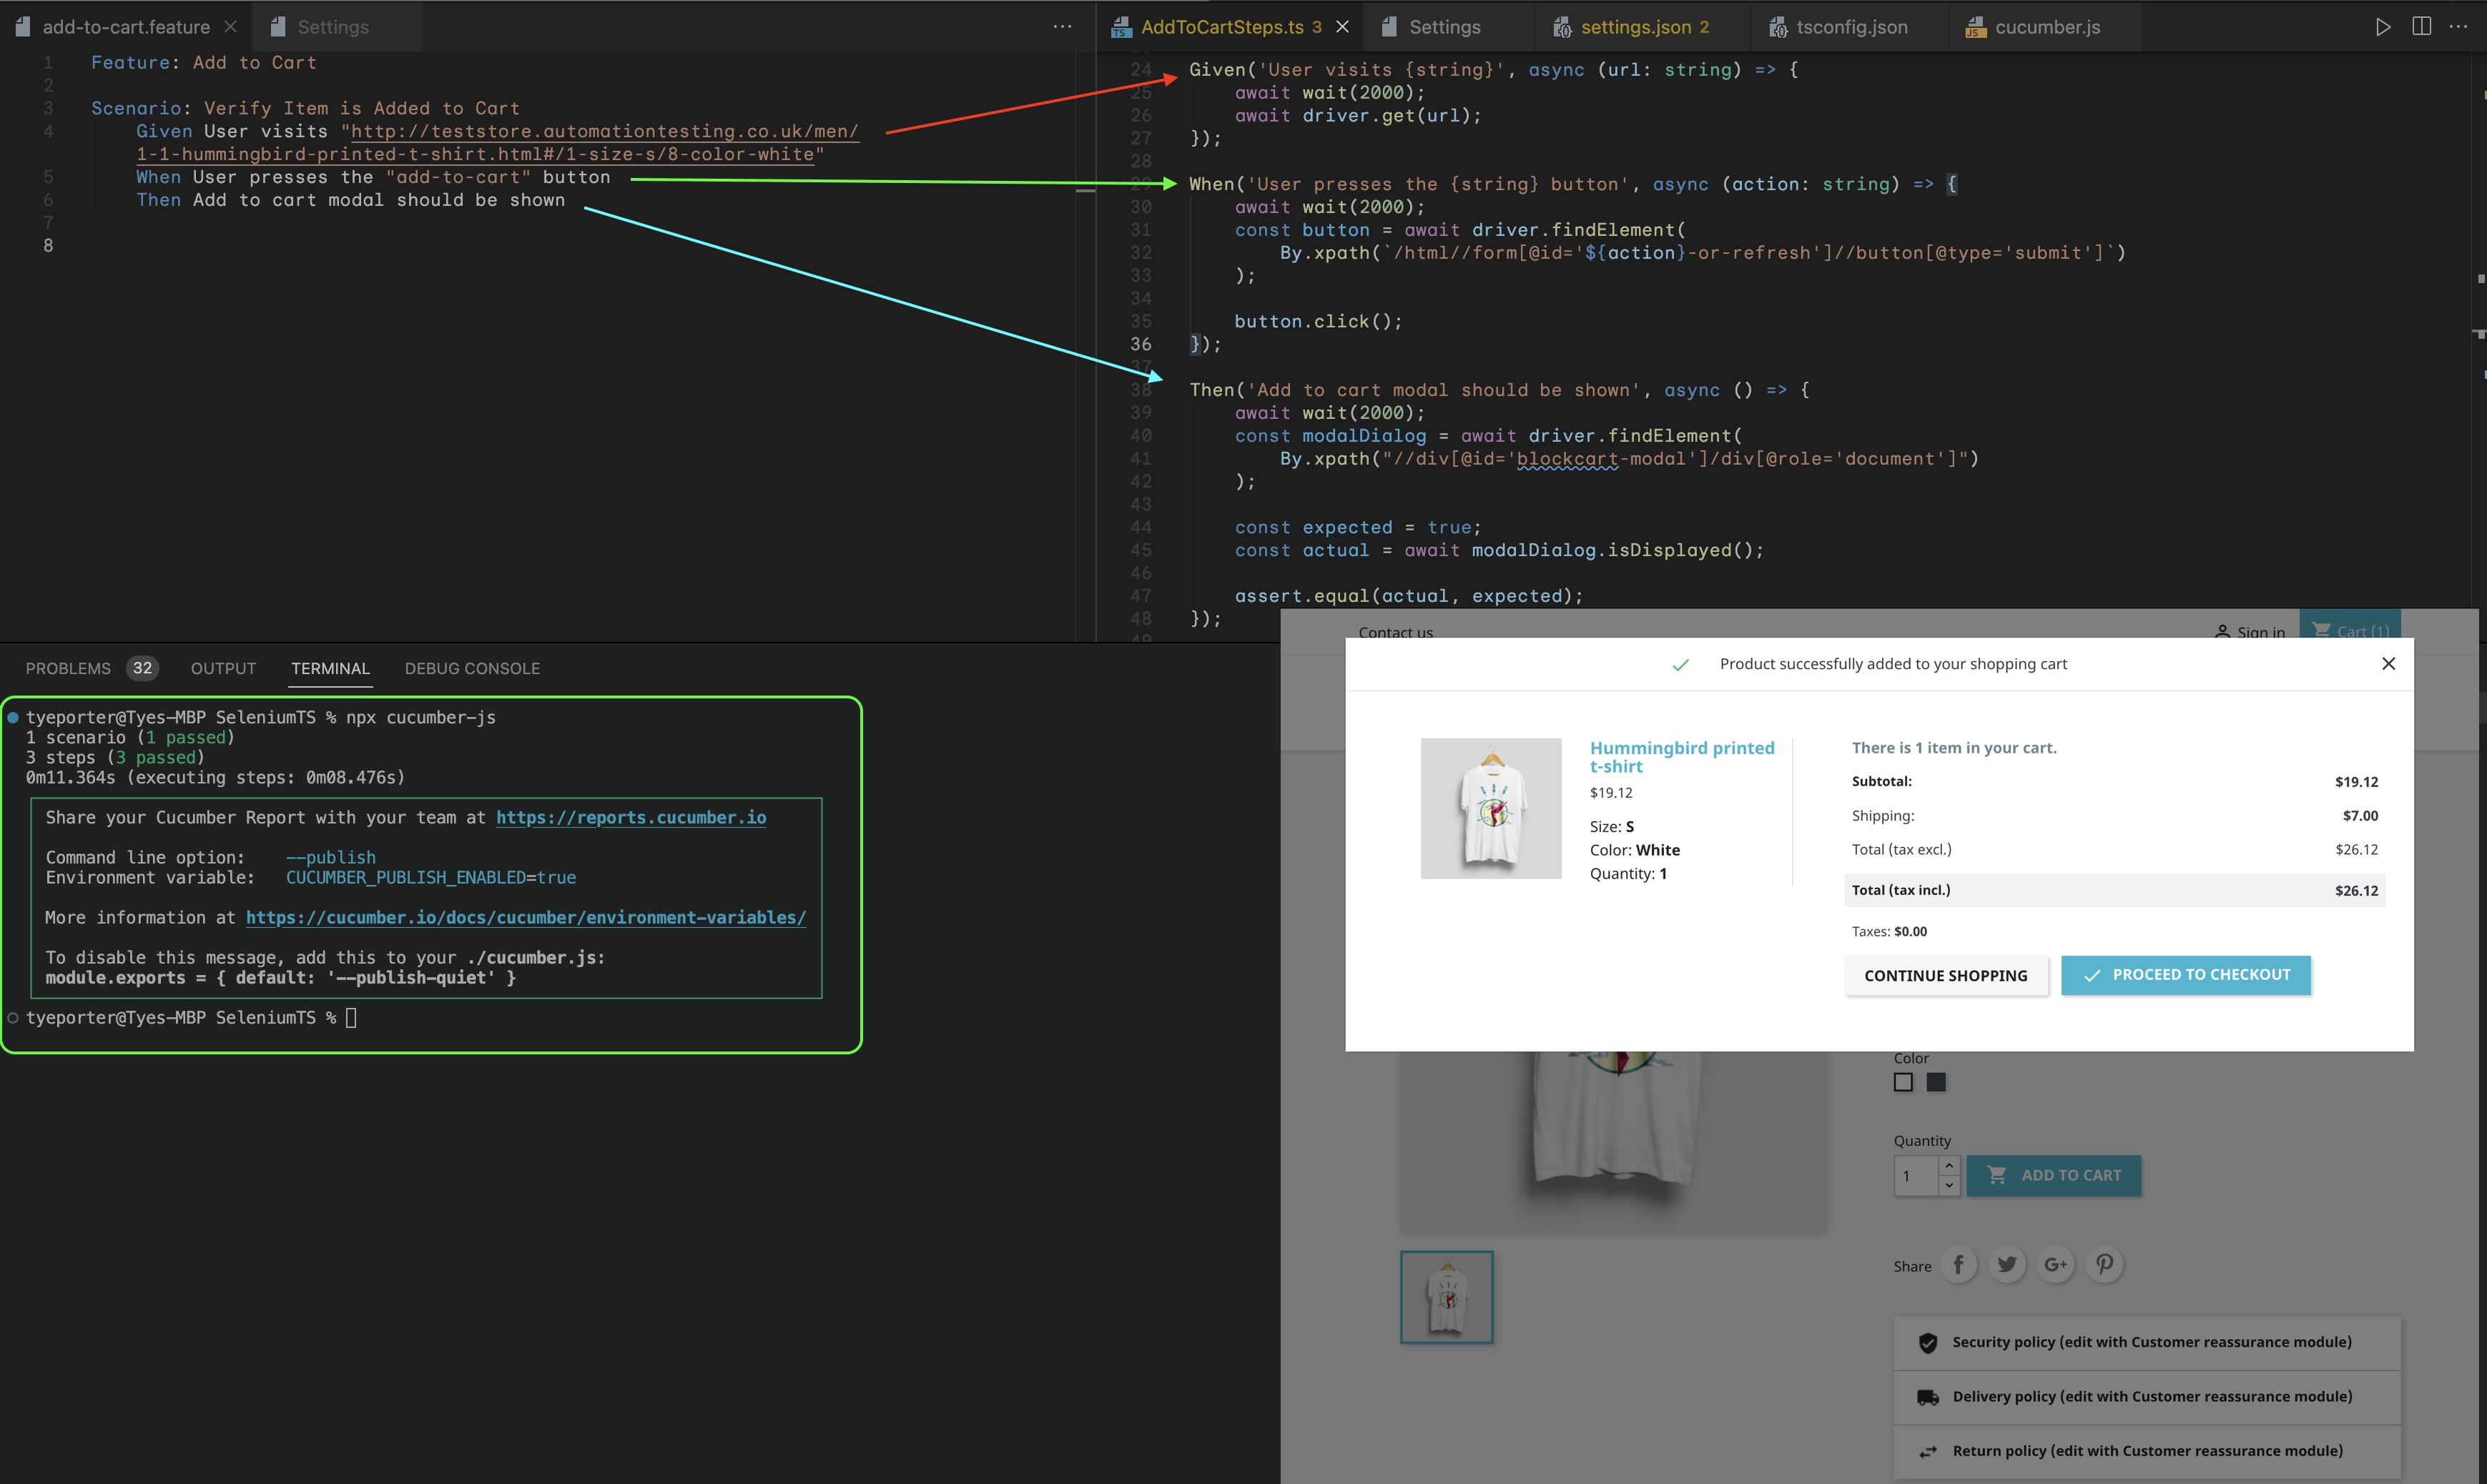 add-to-cart.feature
Settings
1 Feature: Add to Cart
2
3 Scenario: Verify Item is Added to Cart
4 Given User visits "http://teststore.automationtesting.co.uk/men/
1-1-hummingbird-printed-t-shirt.html#/1-size-s/8-color-white"
5 When User presses the "add-to-cart" button
6 Then Add to cart modal should be shown
7
8
TS AddToCartSteps.ts 3
Settings
settings.json 2
tsconfig.json
JS cucumber.js
24 Given('User visits {string}', async (url: string) => {
25 await wait(2000);
26 await driver.get(url);
27 });
28
29 When('User presses the {string} button', async (action: string) => {
30 await wait(2000);
31 const button = await driver.findElement(
32 By.xpath(`/html//form[@id='${action}-or-refresh']//button[@type='submit']`)
33 );
34
35 button.click();
36 });
37
38 Then('Add to cart modal should be shown', async () => {
39 await wait(2000);
40 const modalDialog = await driver.findElement(
41 By.xpath("//div[@id='blockcart-modal']/div[@role='document']")
42 );
43
44 const expected = true;
45 const actual = await modalDialog.isDisplayed();
46
47 assert.equal(actual, expected);
48 });
49
PROBLEMS 32 OUTPUT TERMINAL DEBUG CONSOLE
tyeporter@Tyes-MBP SeleniumTS % npx cucumber-js
1 scenario (1 passed)
3 steps (3 passed)
0m11.364s (executing steps: 0m08.476s)
Share your Cucumber Report with your team at https://reports.cucumber.io
Command line option: --publish
Environment variable: CUCUMBER_PUBLISH_ENABLED=true
More information at https://cucumber.io/docs/cucumber/environment-variables/
To disable this message, add this to your ./cucumber.js:
module.exports = { default: '--publish-quiet' }
tyeporter@Tyes-MBP SeleniumTS %
Contact us
Sign in
Cart (1)
Product successfully added to your shopping cart
Hummingbird printed
t-shirt
$19.12
Size: S
Color: White
Quantity: 1
There is 1 item in your cart.
Subtotal: $19.12
Shipping: $7.00
Total (tax excl.) $26.12
Total (tax incl.) $26.12
Taxes: $0.00
CONTINUE SHOPPING
PROCEED TO CHECKOUT
Color
Quantity
1
ADD TO CART
Share
G+
Security policy (edit with Customer reassurance module)
Delivery policy (edit with Customer reassurance module)
Return policy (edit with Customer reassurance module)